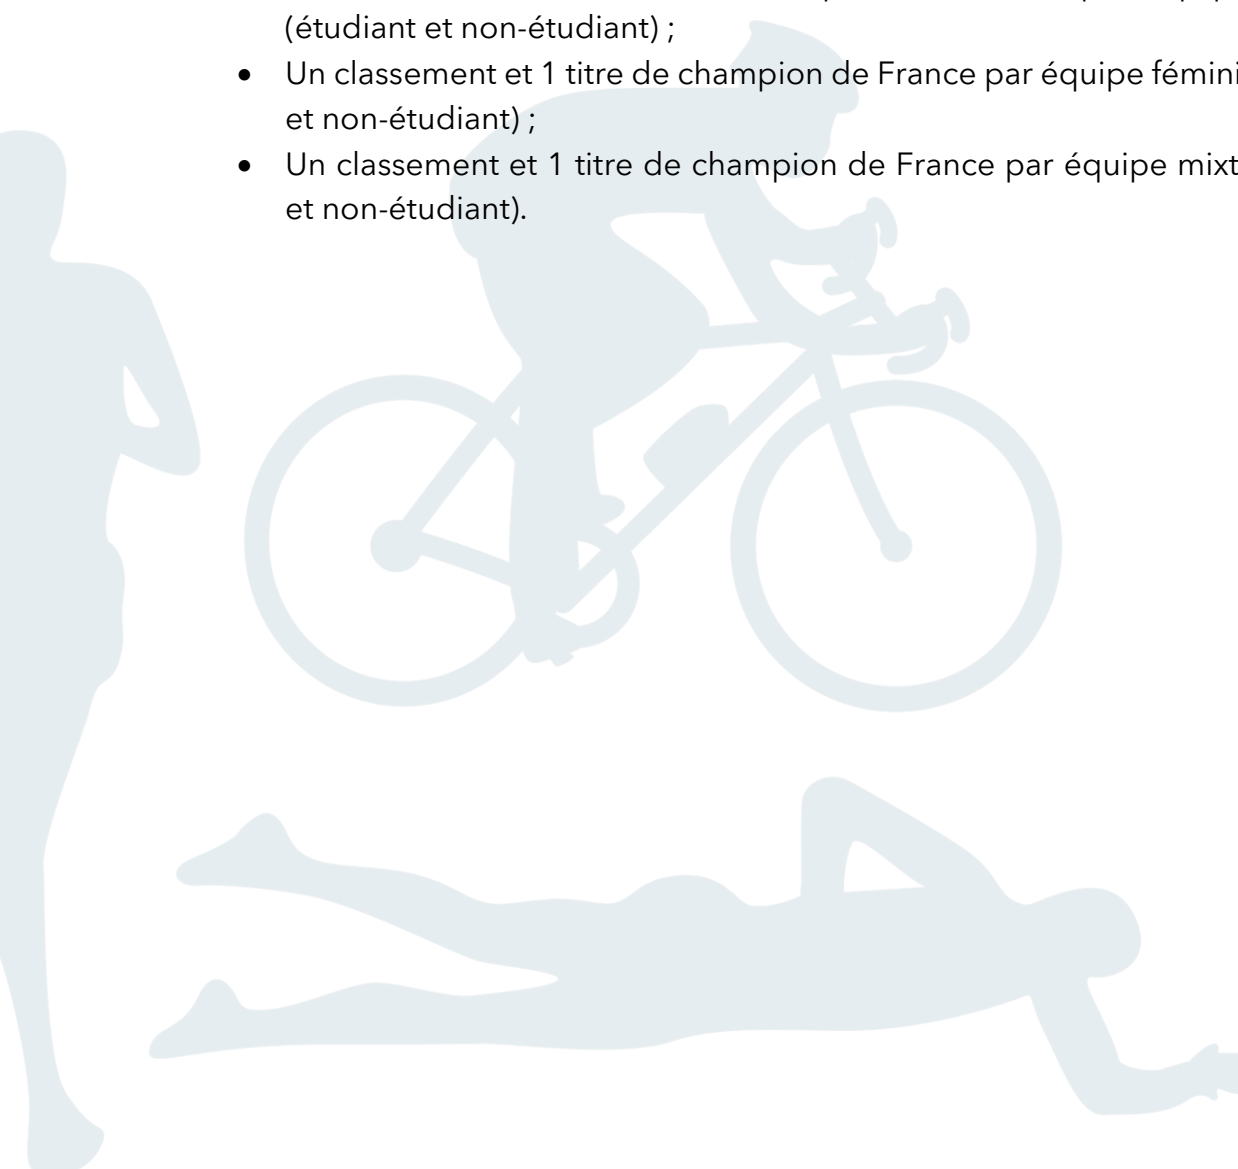 (étudiant et non-étudiant) ;
• Un classement et 1 titre de champion de France par équipe fémini
et non-étudiant) ;
• Un classement et 1 titre de champion de France par équipe mixt
et non-étudiant).